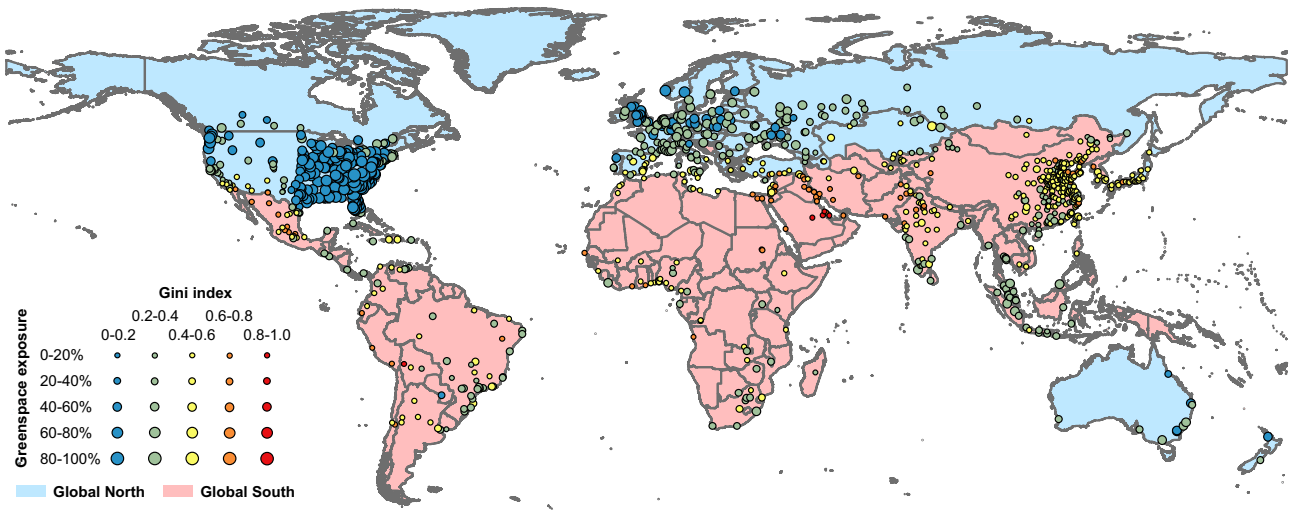 Gini index
0.2-0.4 0.6-0.8
0-0.2 0.4-0.6 0.8-1.0
Greenspace exposure
0-20%
20-40%
40-60%
60-80%
80-100%
Global North Global South